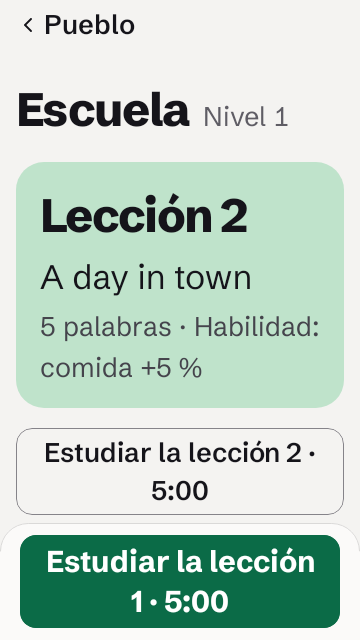 Pueblo
Escuela Nivel 1
Lección 2
A day in town
5 palabras · Habilidad:
comida +5 %
Estudiar la lección 2 ·
5:00
Estudiar la lección
1 · 5:00